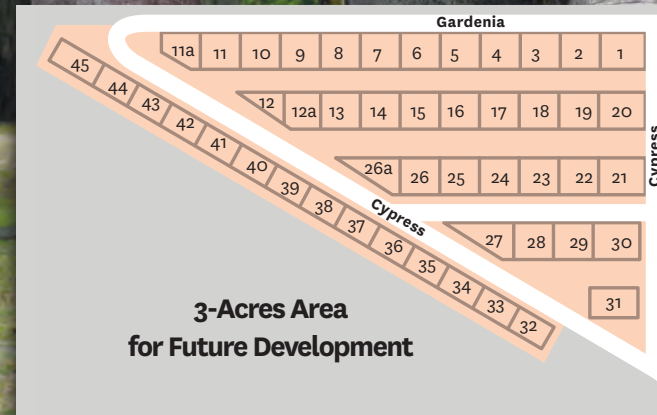 Gardenia
11a 11 10 9 8 7 6 5 4 3 2 1
12 12a 13 14 15 16 17 18 19 20
26a 26 25 24 23 22 21
Cypress
27 28 29 30
31
45
44
43
42
41
40
39
38
37
36
35
34
33
32
Cypress
3-Acres Area
for Future Development